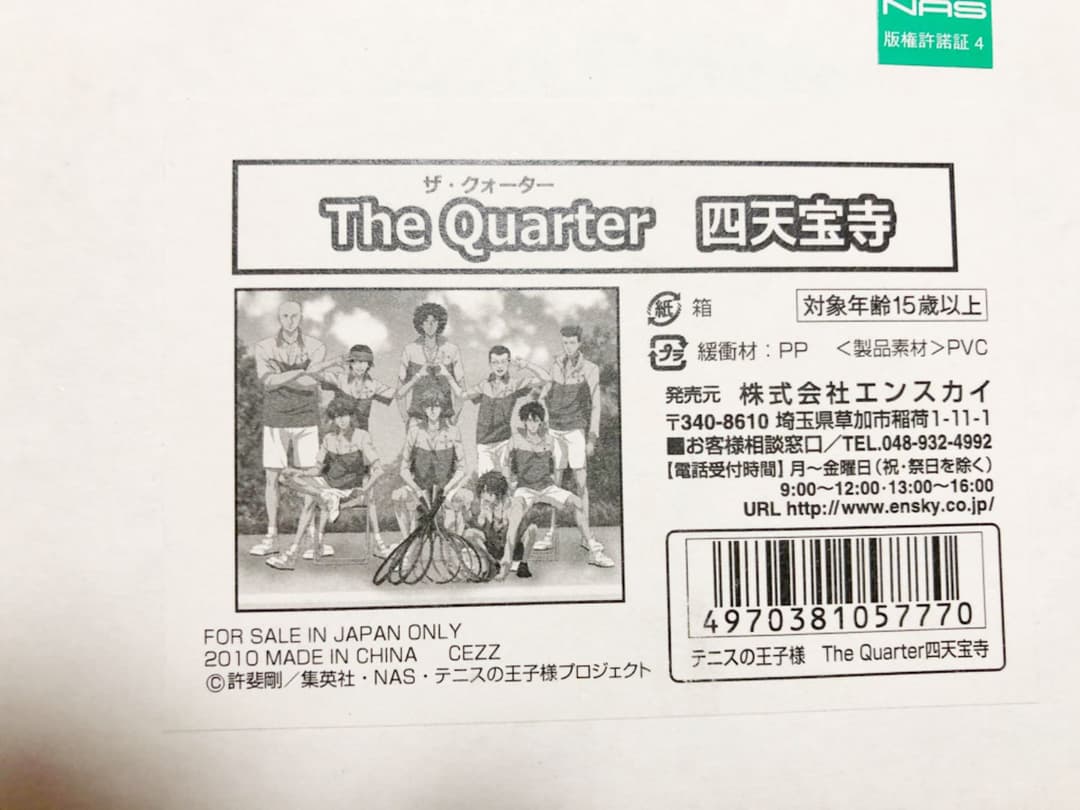 NAS
版権許諾証 4
ザ・クォーター
The Quarter 四天宝寺
紙 箱 対象年齢15歳以上
プラ 緩衝材：PP ＜製品素材＞PVC
発売元 株式会社エンスカイ
〒340-8610 埼玉県草加市稲荷1-11-1
■お客様相談窓口／TEL.048-932-4992
【電話受付時間】月〜金曜日（祝・祭日を除く）
9:00〜12:00・13:00〜16:00
URL http://www.ensky.co.jp/
4970381057770
テニスの王子様 The Quarter四天宝寺
FOR SALE IN JAPAN ONLY
2010 MADE IN CHINA CEZZ
©許斐剛／集英社・NAS・テニスの王子様プロジェクト